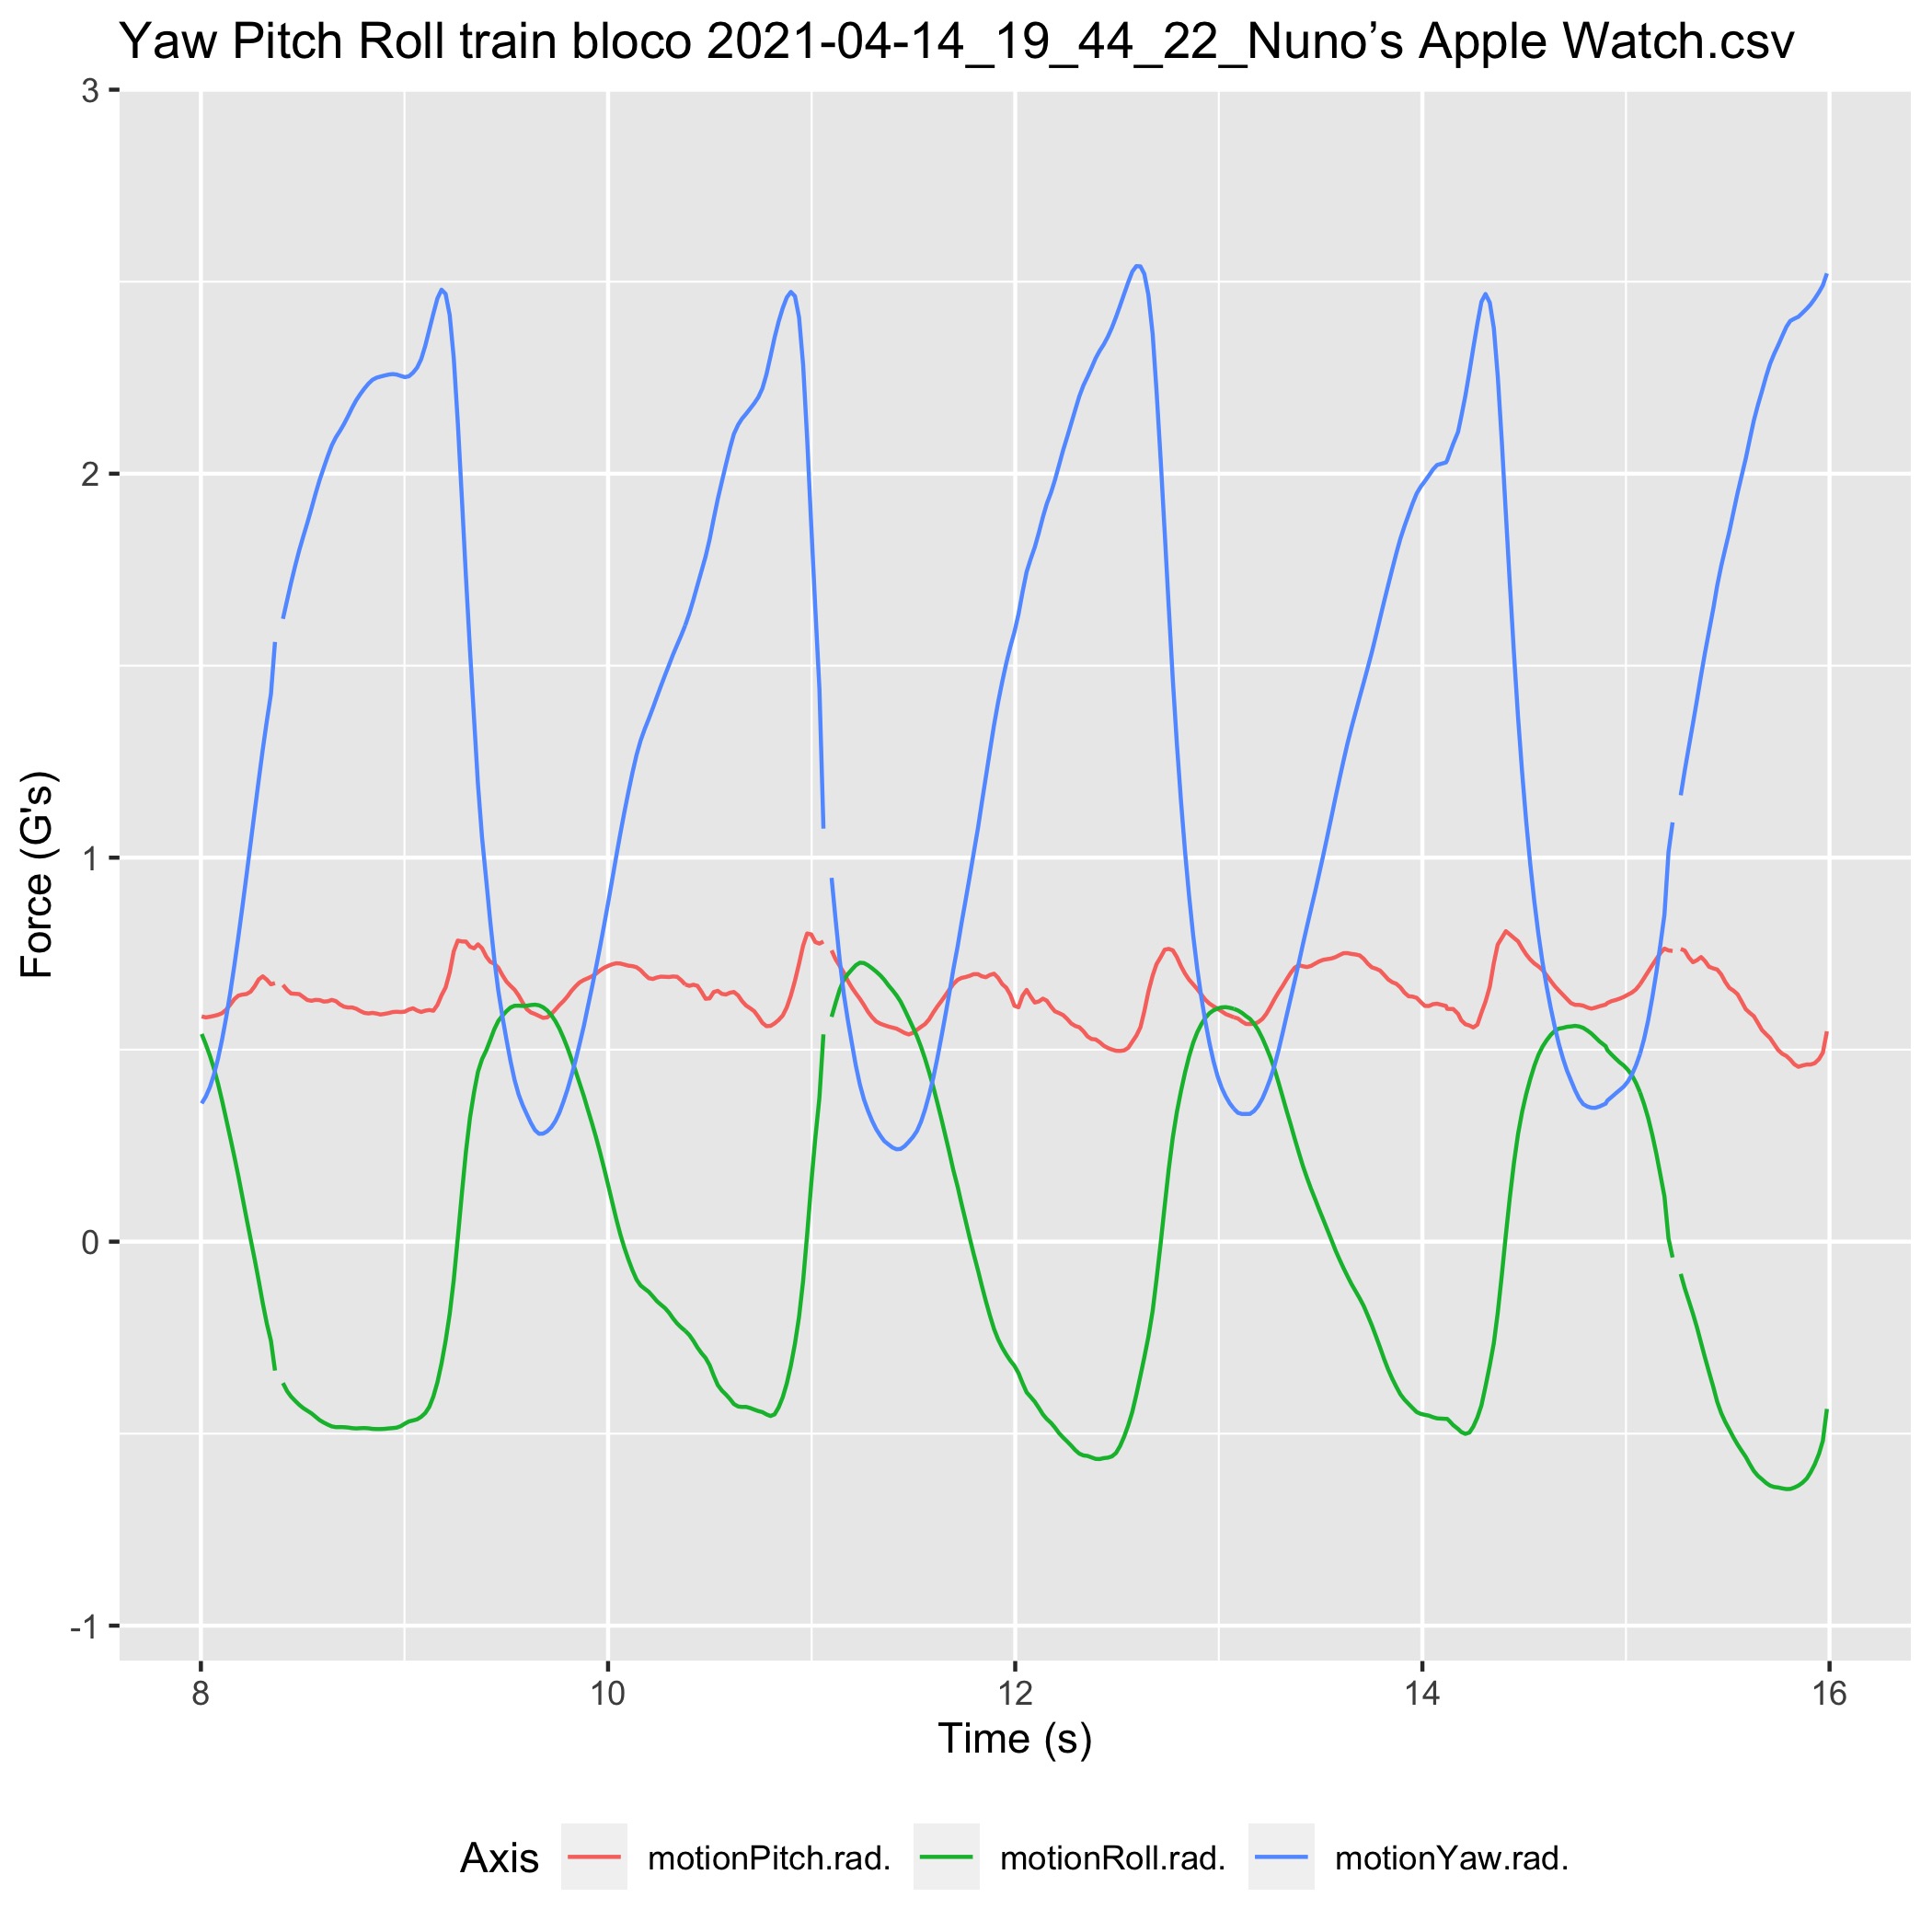 Yaw Pitch Roll train bloco 2021-04-14_19_44_22_Nuno’s Apple Watch.csv
3
2
1
0
-1
Force (G's)
8 10 12 14 16
Time (s)
Axis motionPitch.rad. motionRoll.rad. motionYaw.rad.